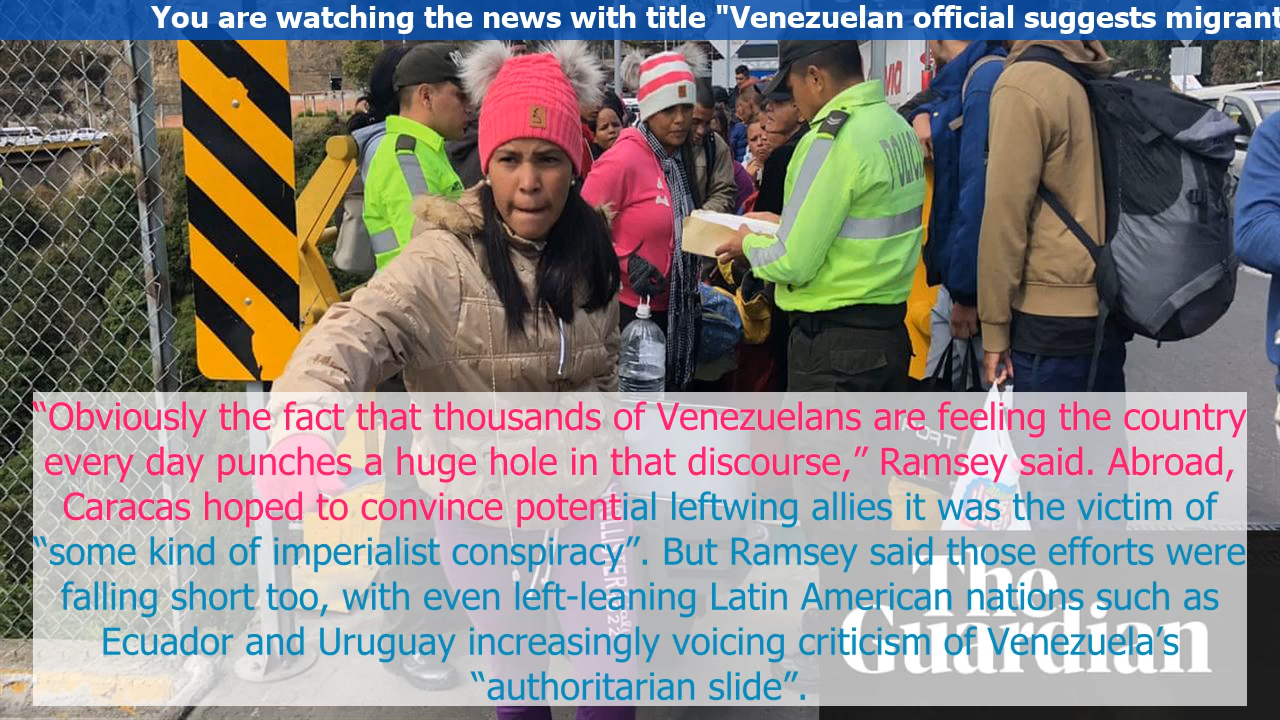 You are watching the news with title "Venezuelan official suggests migrant
POLICIA
“Obviously the fact that thousands of Venezuelans are feeling the country
every day punches a huge hole in that discourse,” Ramsey said. Abroad,
Caracas hoped to convince potential leftwing allies it was the victim of
“some kind of imperialist conspiracy”. But Ramsey said those efforts were
falling short too, with even left-leaning Latin American nations such as
Ecuador and Uruguay increasingly voicing criticism of Venezuela’s
“authoritarian slide”.
The
Guardian